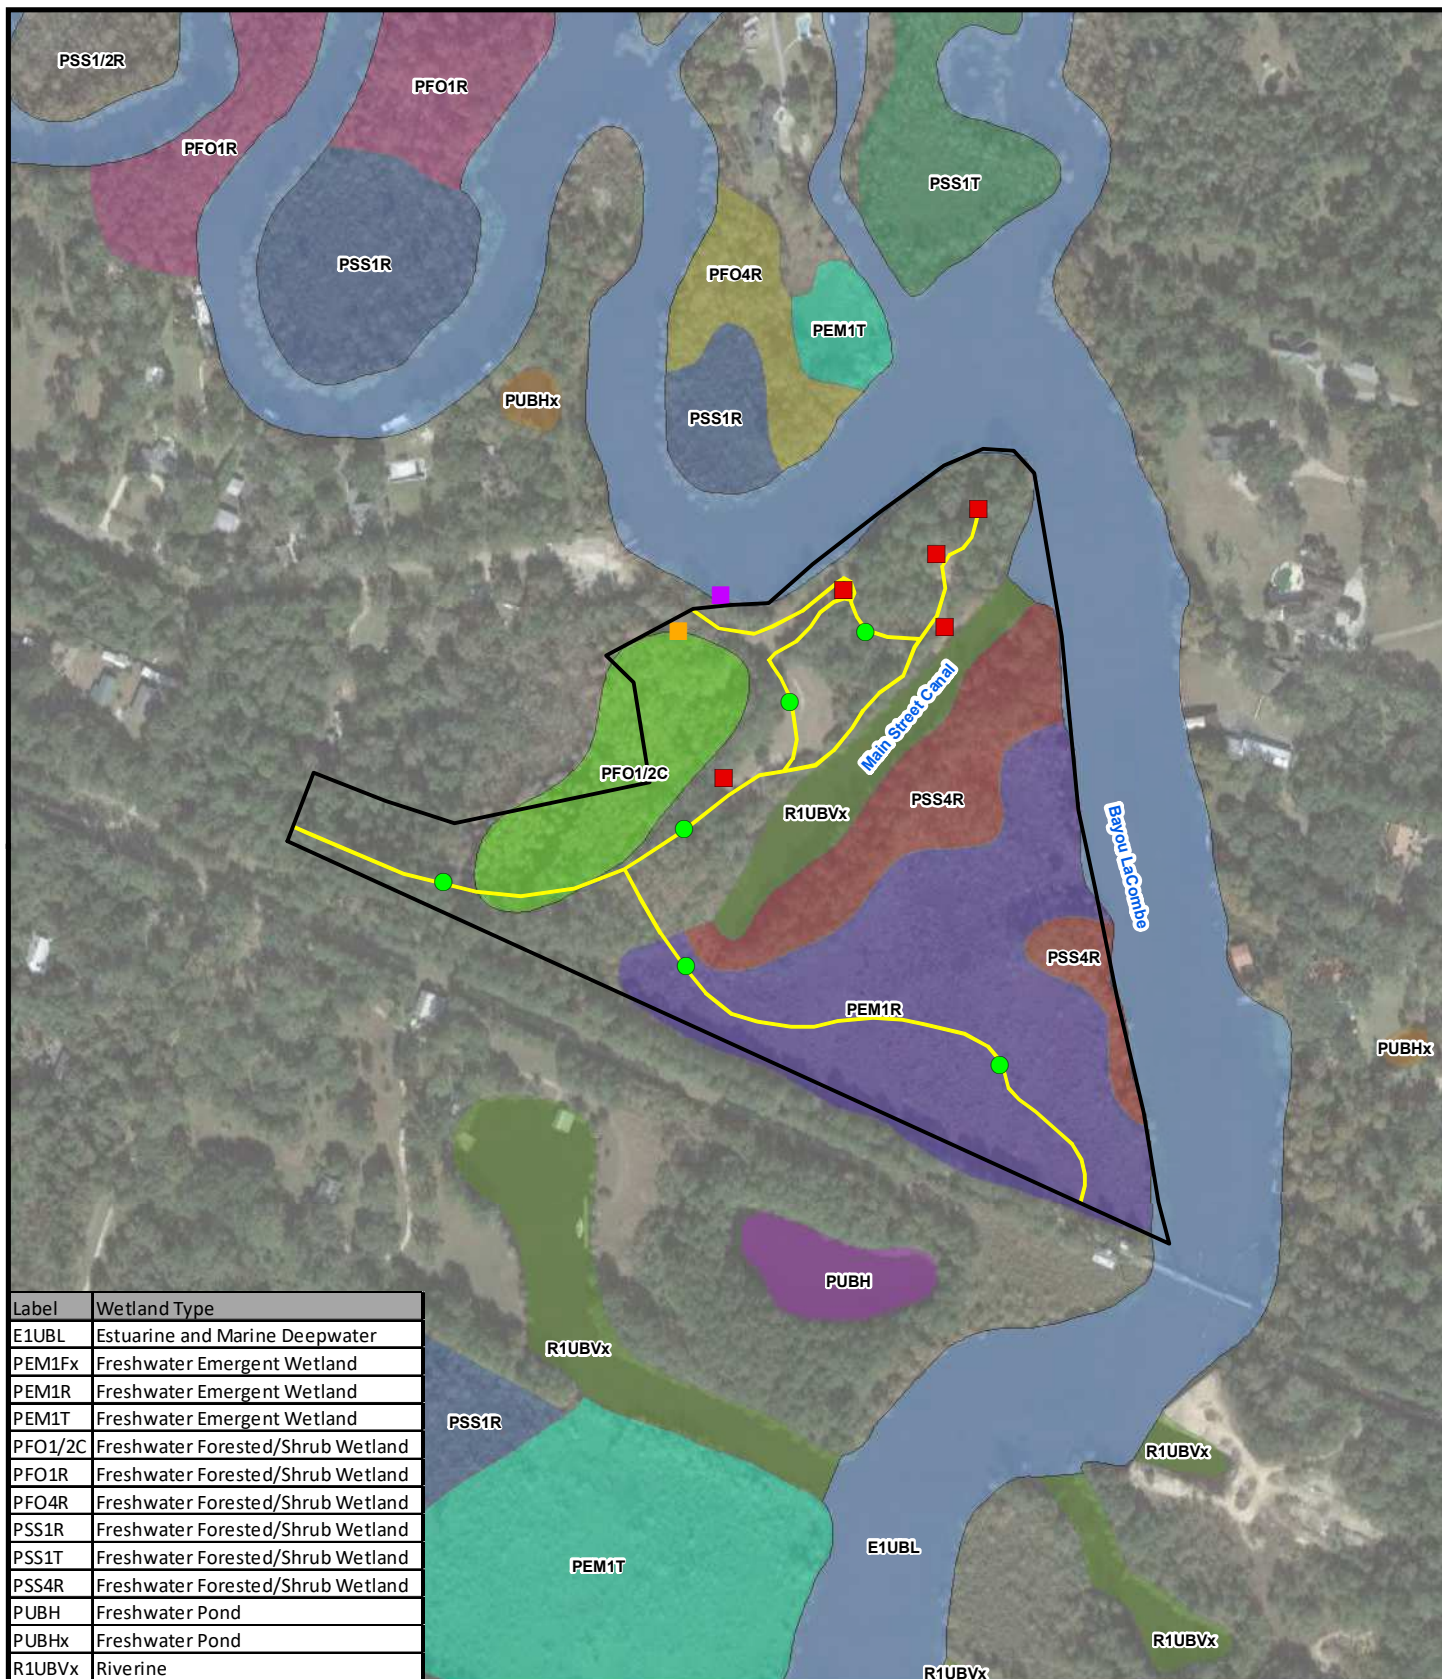 PSS1/2R
PFO1R
PFO1R
PSS1T
PSS1R
PFO4R
PEM1T
PUBHx
PSS1R
Main Street Canal
PFO1/2C
PSS4R
R1UBVx
Bayou LaCombe
PSS4R
PEM1R
PUBHx
PUBH
R1UBVx
PSS1R
R1UBVx
E1UBL
PEM1T
R1UBVx
R1UBVx
Label Wetland Type
E1UBL Estuarine and Marine Deepwater
PEM1Fx Freshwater Emergent Wetland
PEM1R Freshwater Emergent Wetland
PEM1T Freshwater Emergent Wetland
PFO1/2C Freshwater Forested/Shrub Wetland
PFO1R Freshwater Forested/Shrub Wetland
PFO4R Freshwater Forested/Shrub Wetland
PSS1R Freshwater Forested/Shrub Wetland
PSS1T Freshwater Forested/Shrub Wetland
PSS4R Freshwater Forested/Shrub Wetland
PUBH Freshwater Pond
PUBHx Freshwater Pond
R1UBVx Riverine